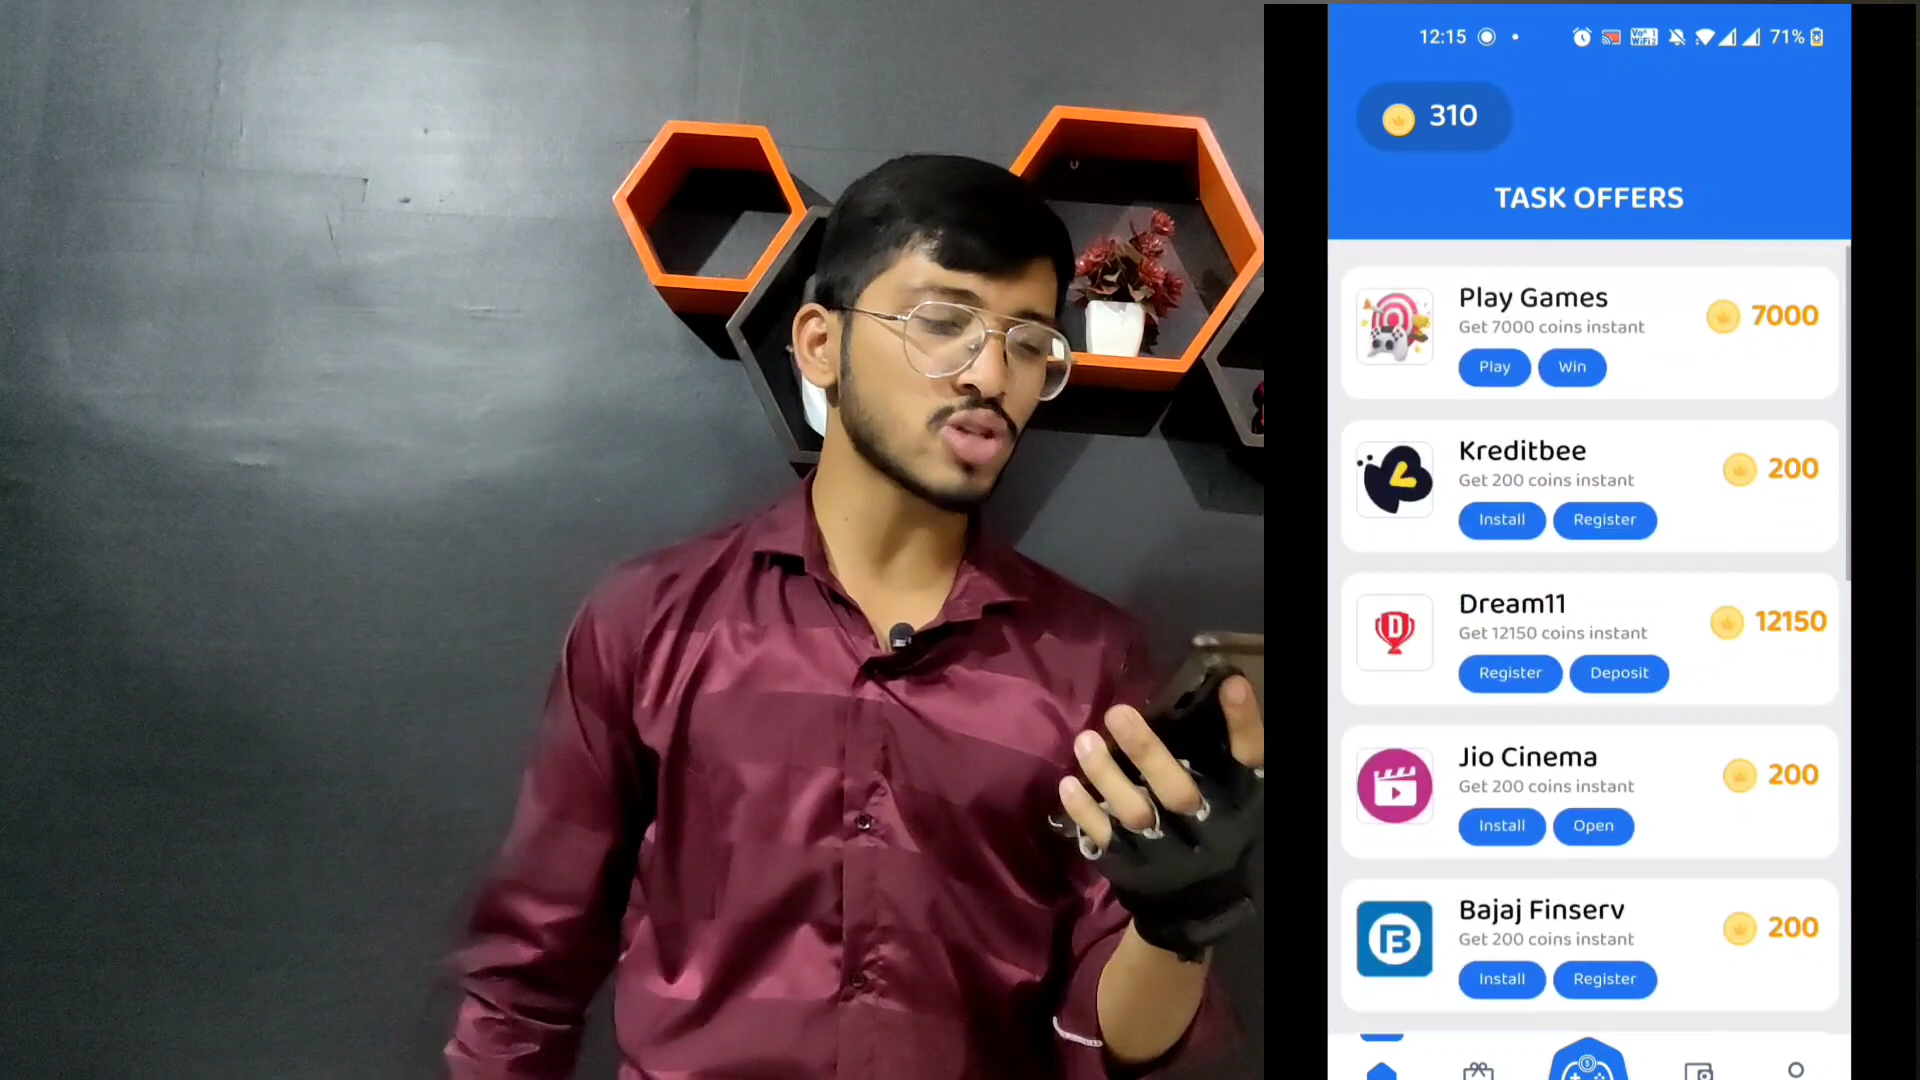 12:15
71%
310
TASK OFFERS
Play Games
Get 7000 coins instant
7000
Play
Win
Kreditbee
Get 200 coins instant
200
Install
Register
Dream11
Get 12150 coins instant
12150
Register
Deposit
Jio Cinema
Get 200 coins instant
200
Install
Open
Bajaj Finserv
Get 200 coins instant
200
Install
Register